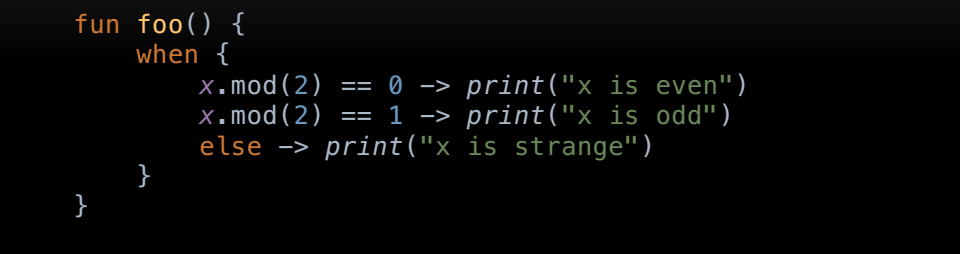 fun foo() {
    when {
        x.mod(2) == 0 -> print("x is even")
        x.mod(2) == 1 -> print("x is odd")
        else -> print("x is strange")
    }
}